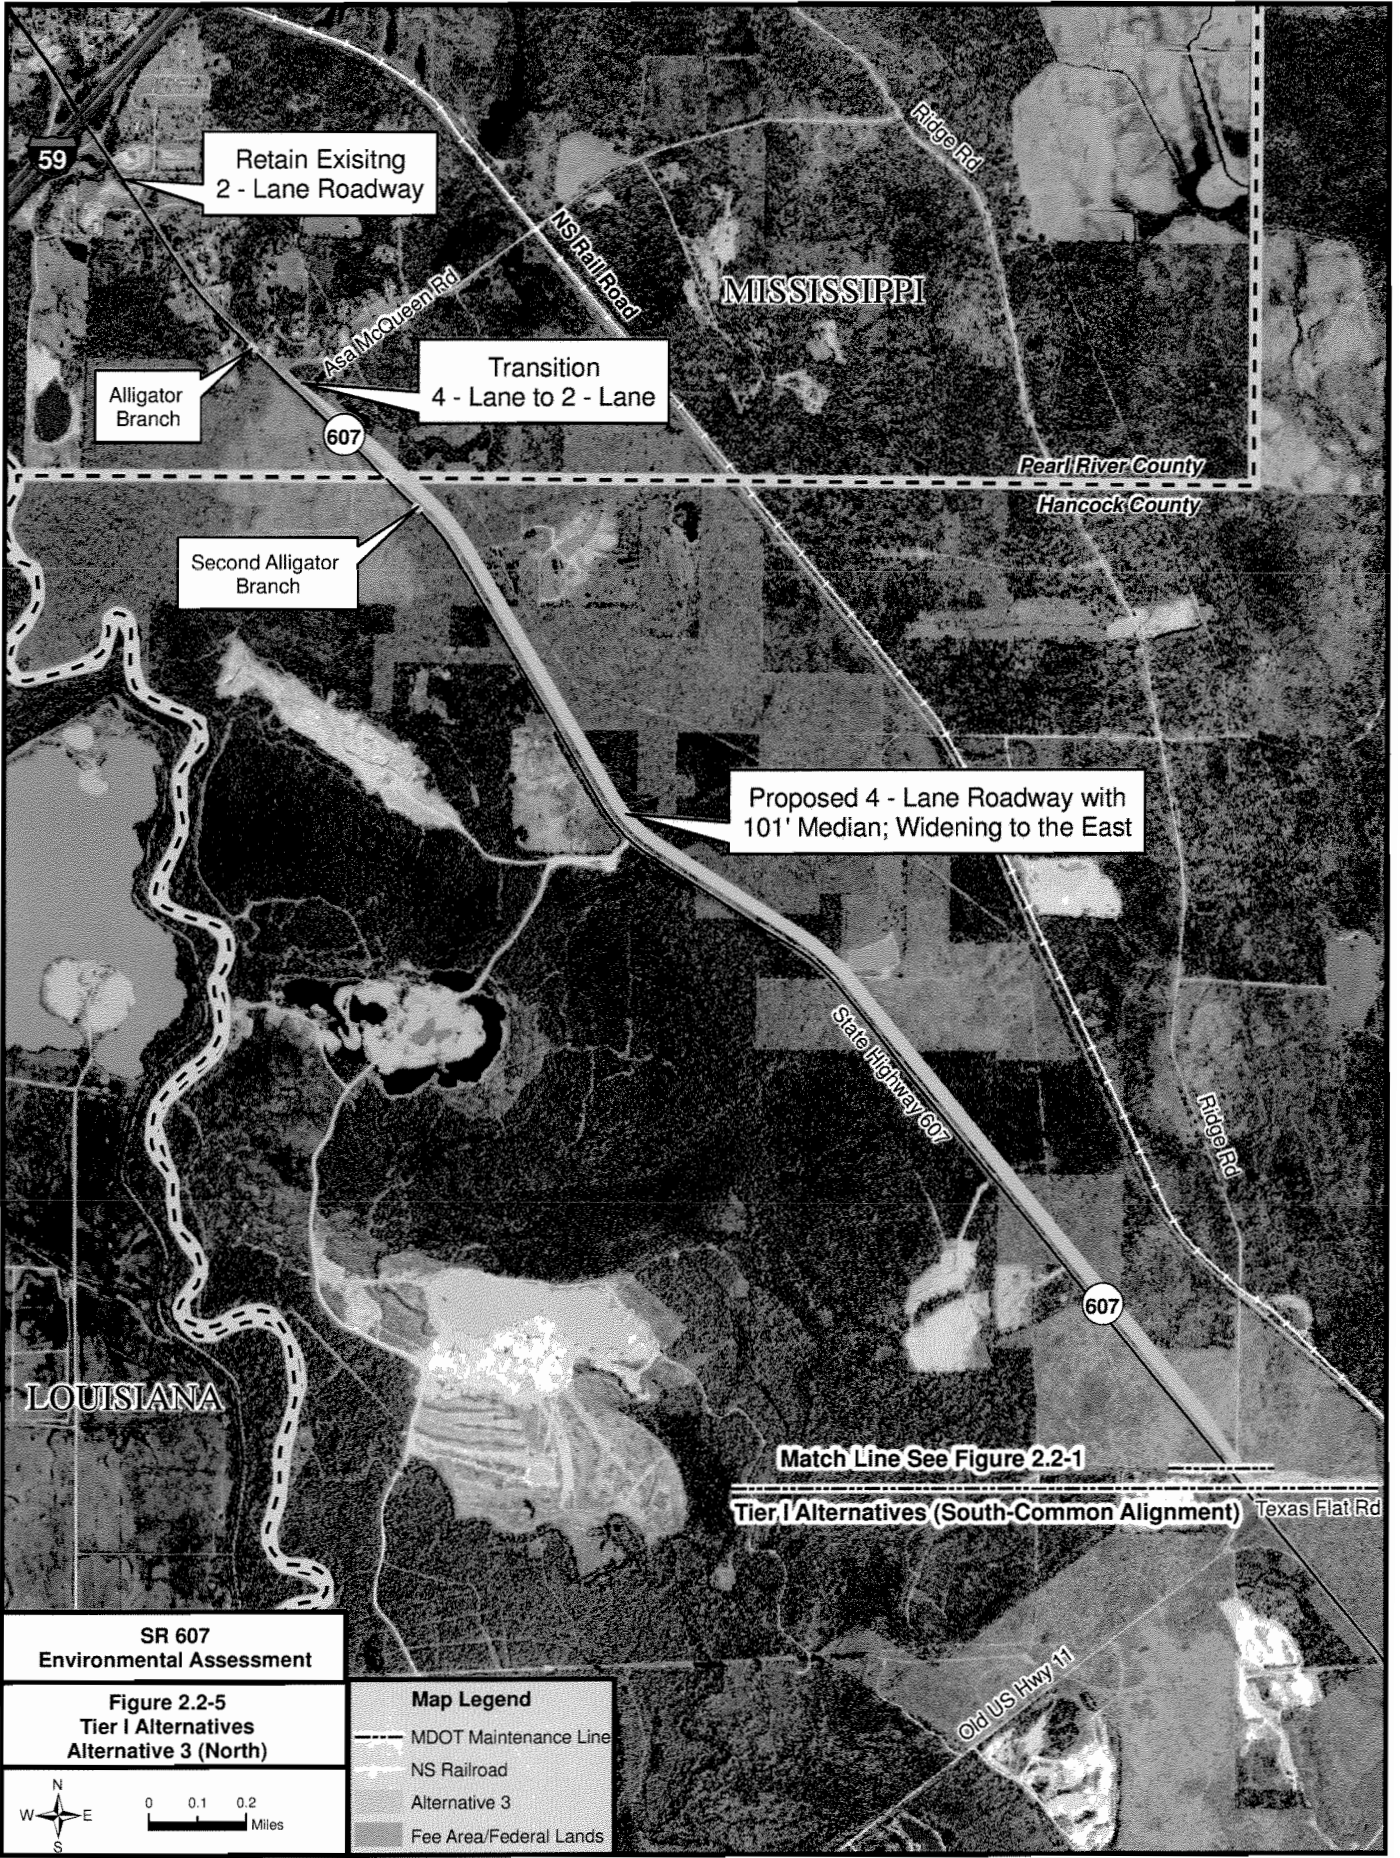 59
Retain Exisitng
2 - Lane Roadway
Ridge Rd
NS Rail Road
MISSISSIPPI
Asa McQueen Rd
Transition
4 - Lane to 2 - Lane
Alligator
Branch
607
Pearl River County
Hancock County
Second Alligator
Branch
Proposed 4 - Lane Roadway with
101' Median; Widening to the East
State Highway 607
Ridge Rd
607
LOUISIANA
Match Line See Figure 2.2-1
Tier I Alternatives (South-Common Alignment)
Texas Flat Rd
Old US Hwy 11
SR 607
Environmental Assessment
Figure 2.2-5
Tier I Alternatives
Alternative 3 (North)
N
W E
S
0 0.1 0.2
Miles
Map Legend
MDOT Maintenance Line
NS Railroad
Alternative 3
Fee Area/Federal Lands